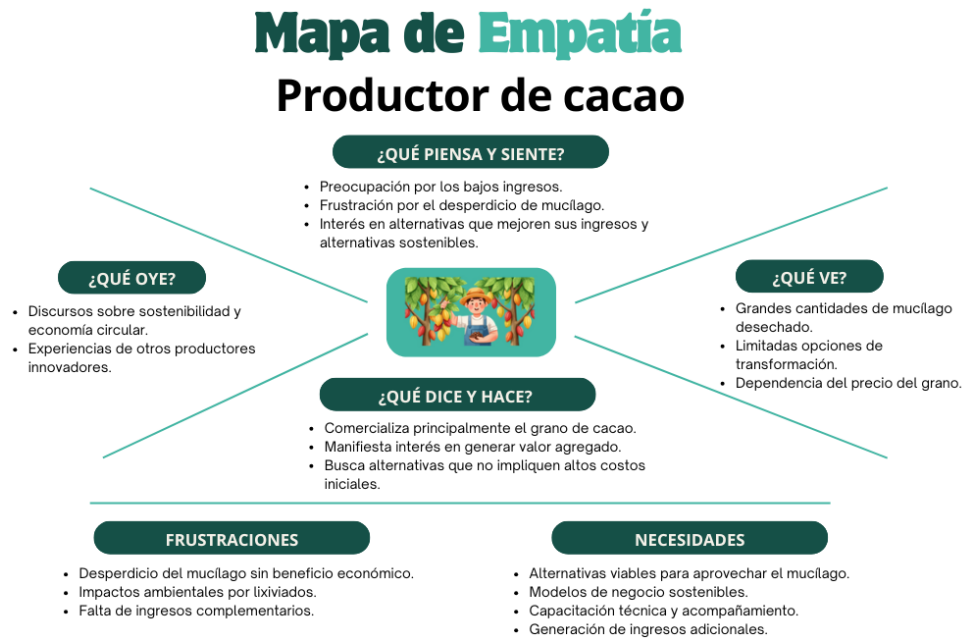 Mapa de Empatía
Productor de cacao
¿QUÉ PIENSA Y SIENTE?
• Preocupación por los bajos ingresos.
• Frustración por el desperdicio de mucílago.
• Interés en alternativas que mejoren sus ingresos y
alternativas sostenibles.
¿QUÉ OYE?
• Discursos sobre sostenibilidad y
economía circular.
• Experiencias de otros productores
innovadores.
¿QUÉ VE?
• Grandes cantidades de mucílago
desechado.
• Limitadas opciones de
transformación.
• Dependencia del precio del grano.
¿QUÉ DICE Y HACE?
• Comercializa principalmente el grano de cacao.
• Manifiesta interés en generar valor agregado.
• Busca alternativas que no impliquen altos costos
iniciales.
FRUSTRACIONES
• Desperdicio del mucílago sin beneficio económico.
• Impactos ambientales por lixiviados.
• Falta de ingresos complementarios.
NECESIDADES
• Alternativas viables para aprovechar el mucílago.
• Modelos de negocio sostenibles.
• Capacitación técnica y acompañamiento.
• Generación de ingresos adicionales.